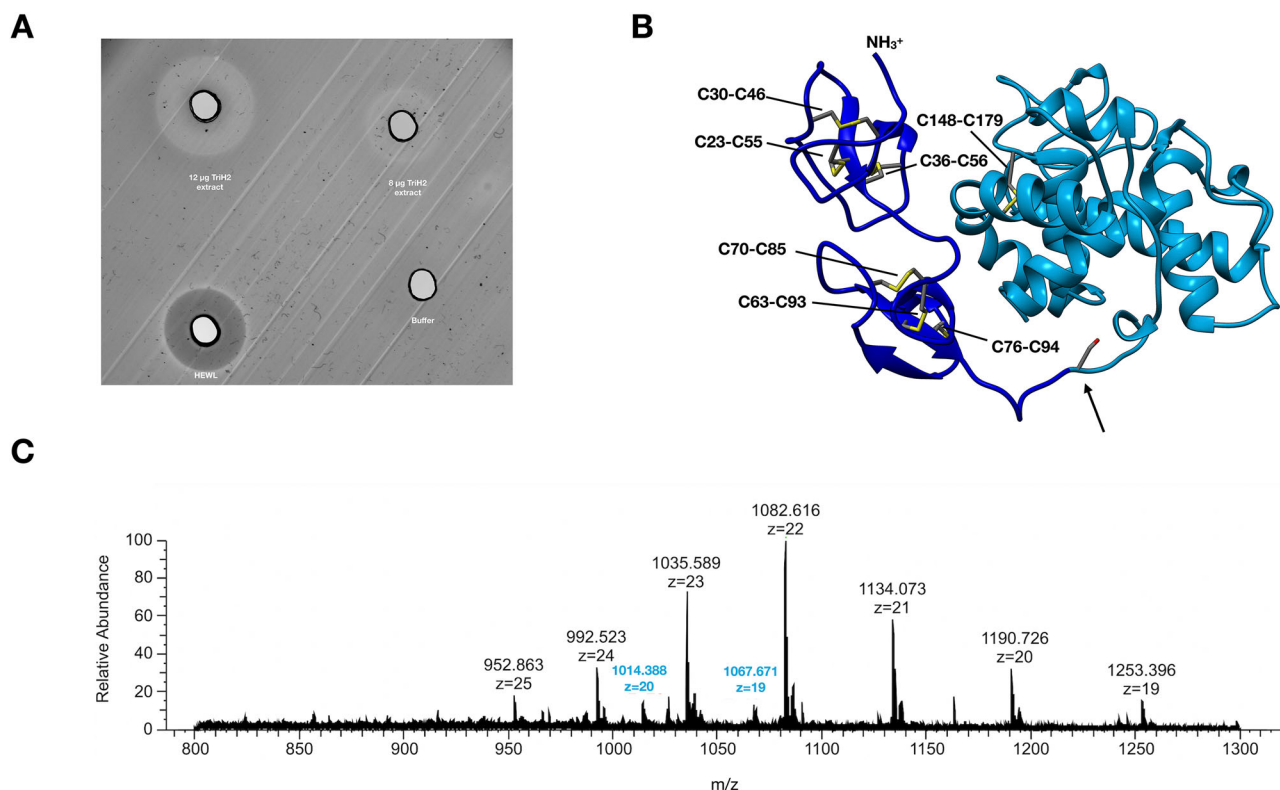 A
12 µg TriH2
extract
8 µg TriH2
extract
HEWL
Buffer
B
NH₃⁺
C30-C46
C148-C179
C23-C55
C36-C56
C70-C85
C63-C93
C76-C94
C
Relative Abundance
100
80
60
40
20
0
952.863
z=25
992.523
z=24
1014.388
z=20
1035.589
z=23
1067.671
z=19
1082.616
z=22
1134.073
z=21
1190.726
z=20
1253.396
z=19
800
850
900
950
1000
1050
1100
1150
1200
1250
1300
m/z